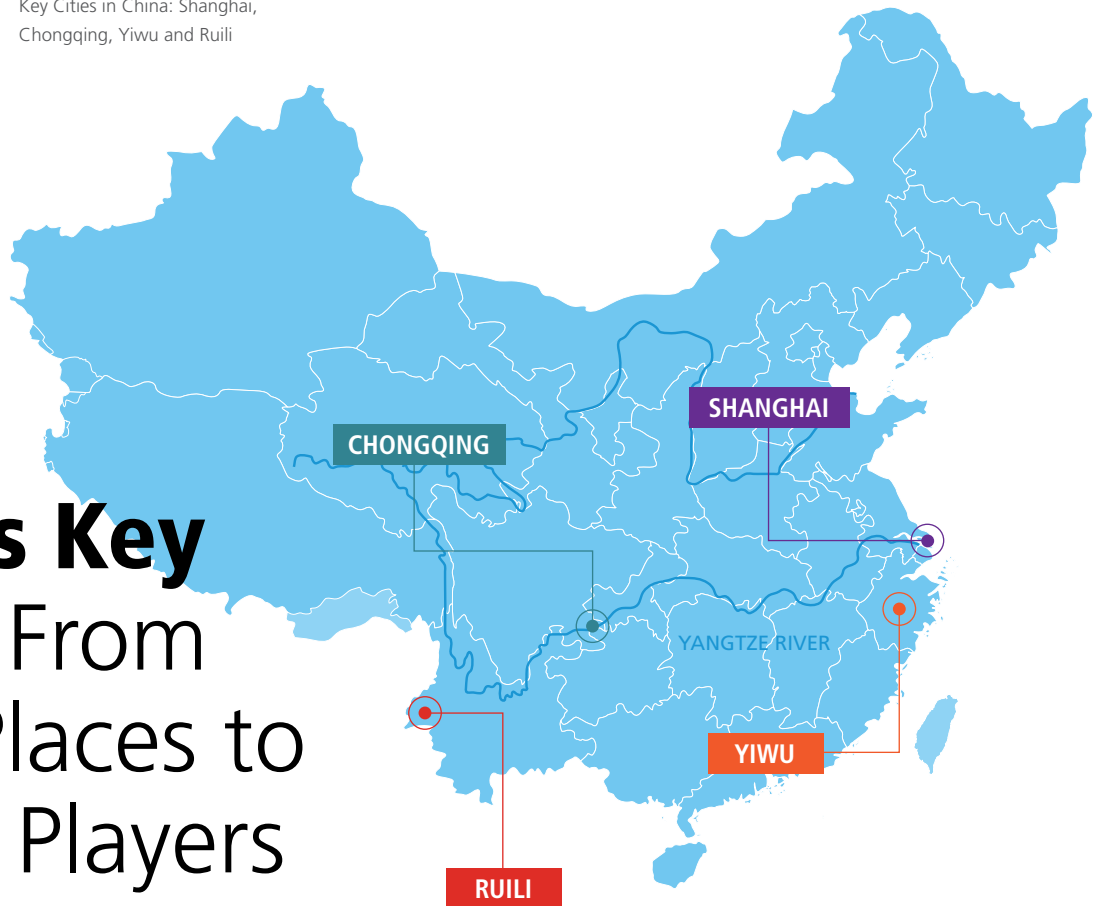 Key Cities in China: Shanghai,
Chongqing, Yiwu and Ruili
SHANGHAI
CHONGQING
s Key
From
Places to
Players
YANGTZE RIVER
YIWU
RUILI